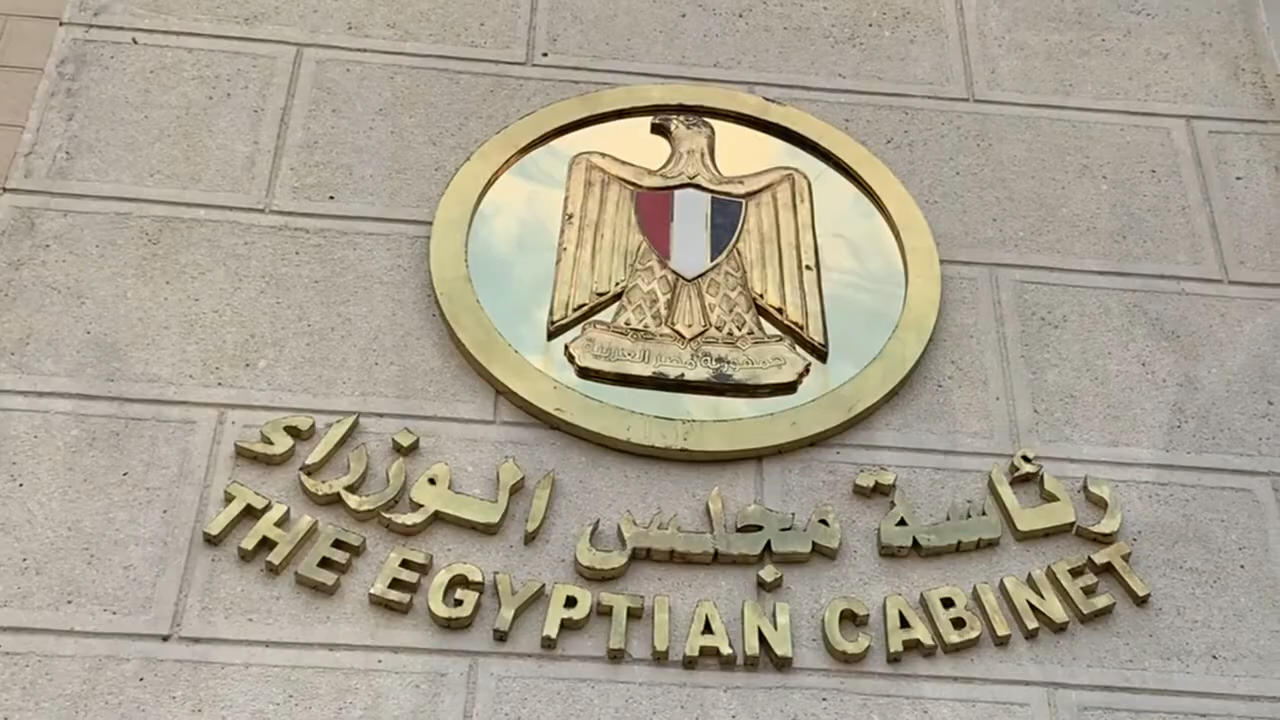 جمهورية مصر العربية
رئاسة مجلس الوزراء
THE EGYPTIAN CABINET